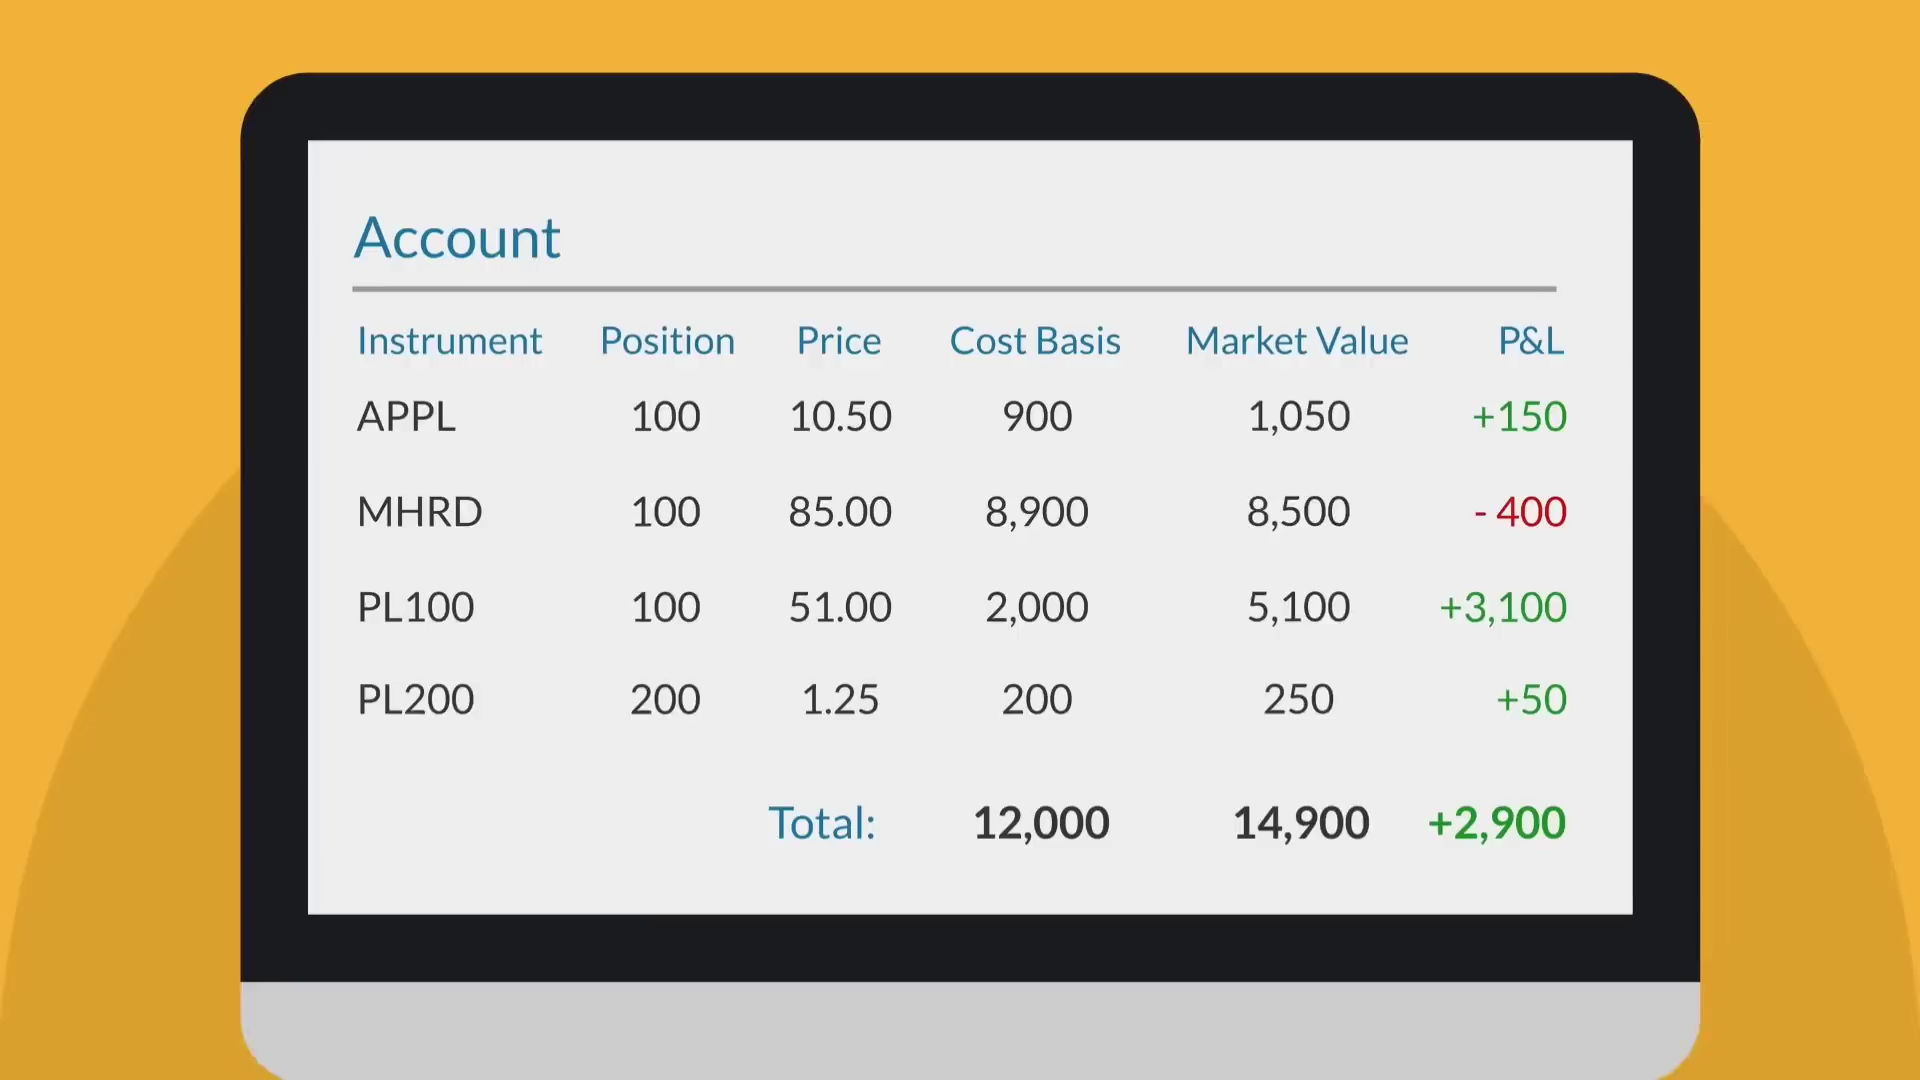 Account
Instrument Position Price Cost Basis Market Value P&L
APPL 100 10.50 900 1,050 +150
MHRD 100 85.00 8,900 8,500 - 400
PL100 100 51.00 2,000 5,100 +3,100
PL200 200 1.25 200 250 +50
Total: 12,000 14,900 +2,900